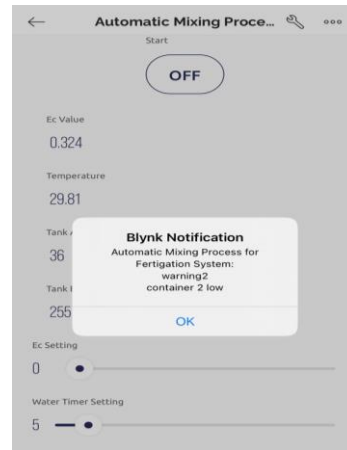 Automatic Mixing Proce...
Start
OFF
Ec Value
0.324
Temperature
29.81
Tank
36
Tank
255
Blynk Notification
Automatic Mixing Process for
Fertigation System:
warning2
container 2 low
OK
Ec Setting
0
Water Timer Setting
5